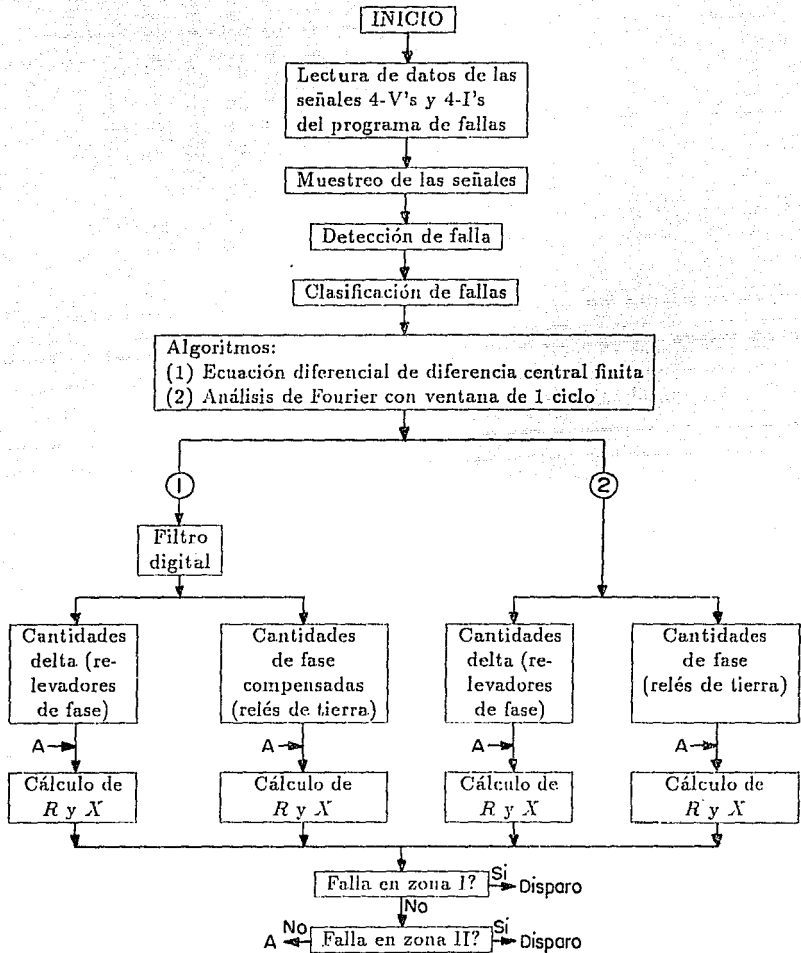 INICIO
Lectura de datos de las
señales 4-V's y 4-I's
del programa de fallas
Muestreo de las señales
Detección de falla
Clasificación de fallas
Algoritmos:
(1) Ecuación diferencial de diferencia central finita
(2) Análisis de Fourier con ventana de 1 ciclo
1
2
Filtro
digital
Cantidades
delta (re-
levadores
de fase)
Cantidades
de fase
compensadas
(relés de tierra)
Cantidades
delta (re-
levadores
de fase)
Cantidades
de fase
(relés de tierra)
A
A
A
A
Cálculo de
R y X
Cálculo de
R y X
Cálculo de
R y X
Cálculo de
R y X
Falla en zona I? Si Disparo
No
A No Falla en zona II? Si Disparo